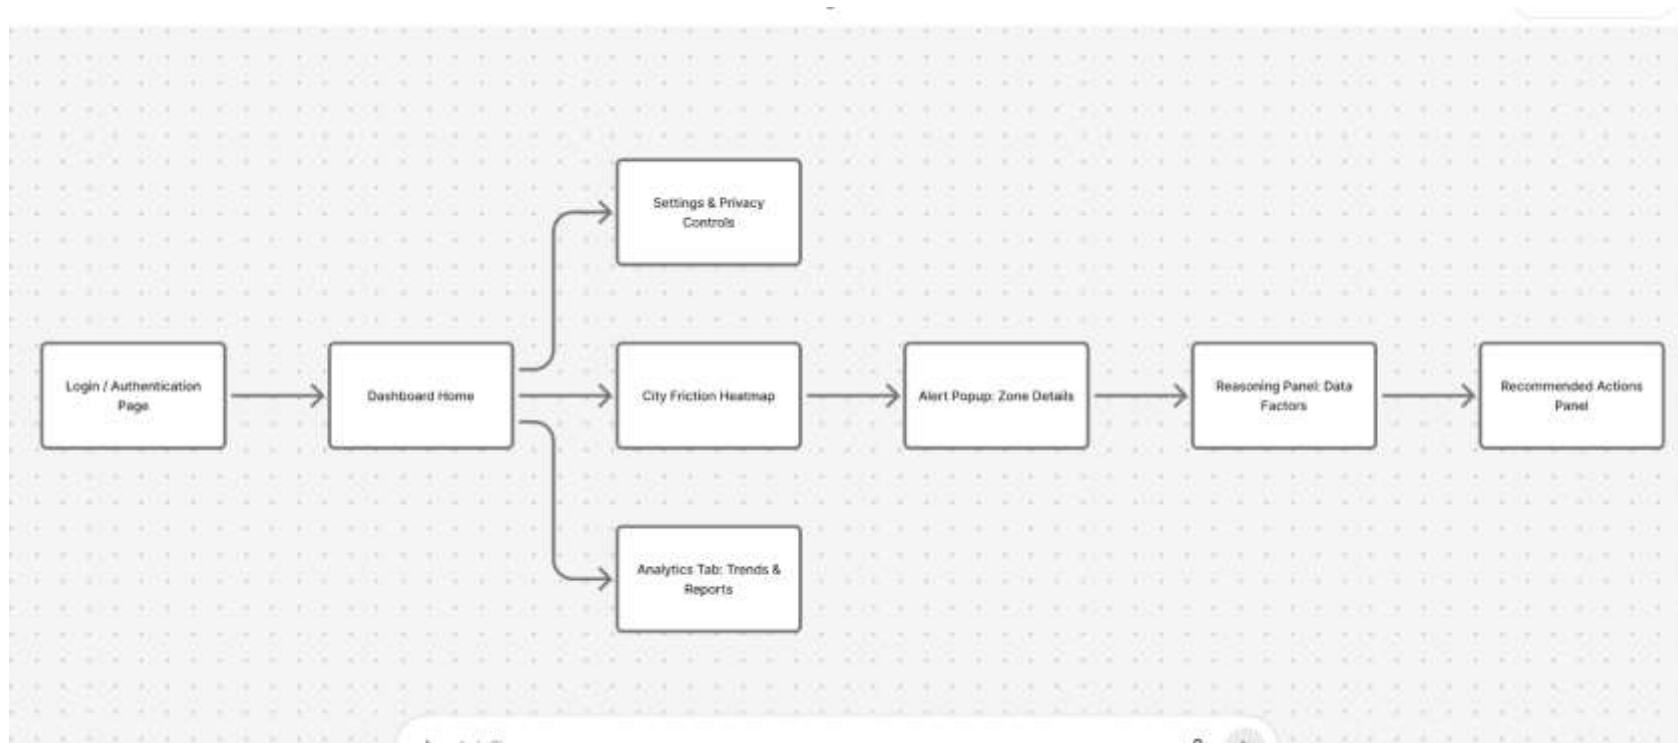 Settings & Privacy
Controls
Login / Authentication
Page
Dashboard Home
City Friction Heatmap
Alert Popup: Zone Details
Reasoning Panel: Data
Factors
Recommended Actions
Panel
Analytics Tab: Trends &
Reports